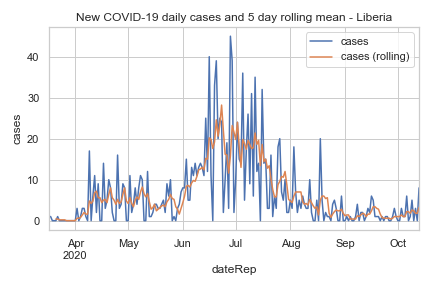 New COVID-19 daily cases and 5 day rolling mean - Liberia
cases
cases (rolling)
cases
40
30
20
10
0
Apr May Jun Jul Aug Sep Oct
2020
dateRep